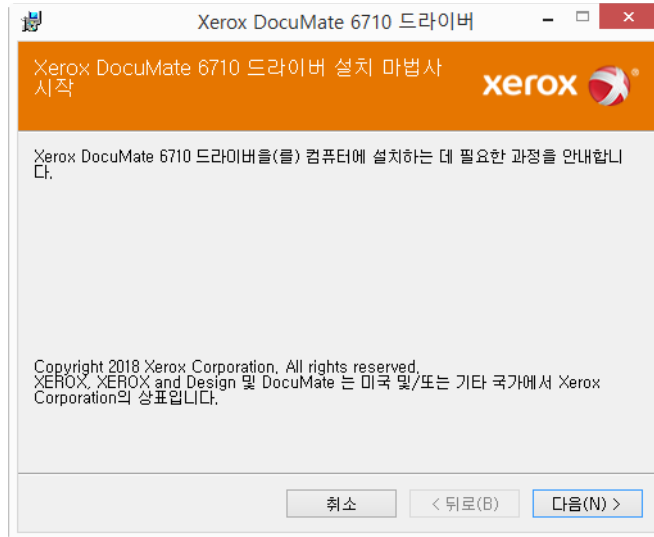 Xerox DocuMate 6710 드라이버
Xerox DocuMate 6710 드라이버 설치 마법사
시작
xerox
Xerox DocuMate 6710 드라이버을(를) 컴퓨터에 설치하는 데 필요한 과정을 안내합니
다.
Copyright 2018 Xerox Corporation. All rights reserved.
XEROX, XEROX and Design 및 DocuMate 는 미국 및/또는 기타 국가에서 Xerox
Corporation의 상표입니다.
취소
< 뒤로(B)
다음(N) >